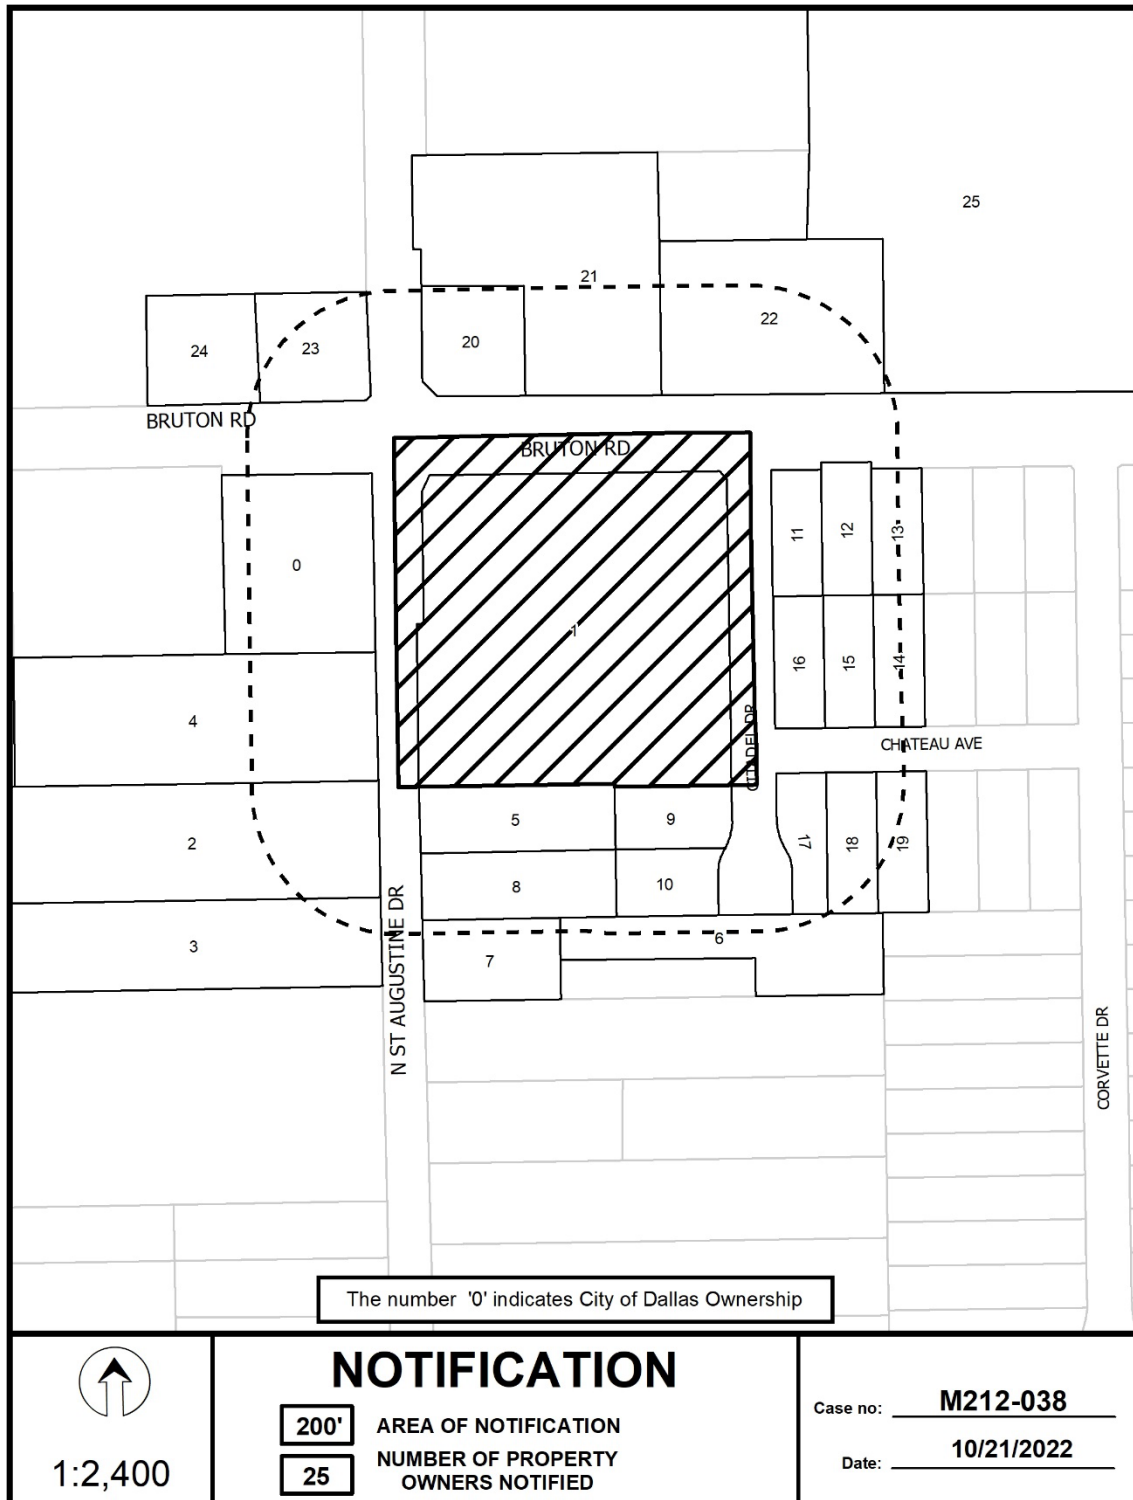 25
21
22
20
24
23
BRUTON RD
BRUTON RD
11
12
13
0
1
16
15
14
4
CITADEL DR
CHATEAU AVE
5
9
2
17
18
19
8
10
N ST AUGUSTINE DR
3
7
6
CORVETTE DR
The number '0' indicates City of Dallas Ownership
1:2,400
NOTIFICATION
200' AREA OF NOTIFICATION
25 NUMBER OF PROPERTY
OWNERS NOTIFIED
Case no: M212-038
Date: 10/21/2022